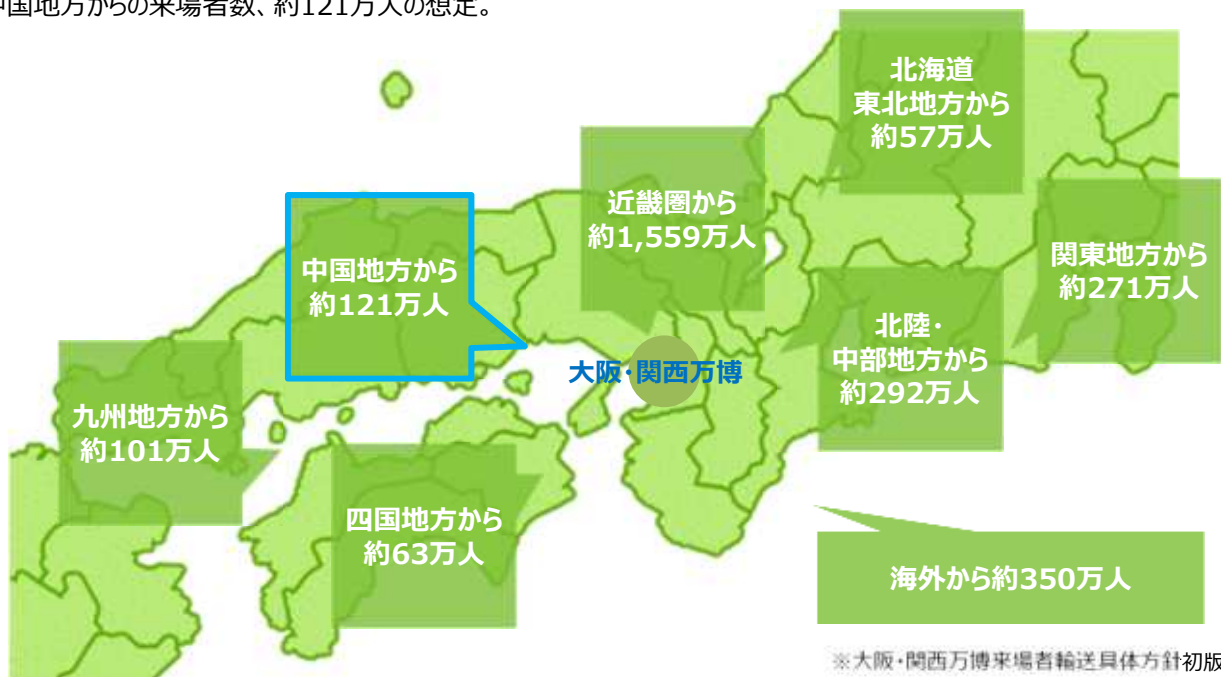 中国地方からの来場者数、約121万人の想定。
北海道
東北地方から
約57万人
近畿圏から
約1,559万人
中国地方から
約121万人
関東地方から
約271万人
北陸・
中部地方から
約292万人
大阪・関西万博
九州地方から
約101万人
四国地方から
約63万人
海外から約350万人
※大阪・関西万博来場者輸送具体方針初版